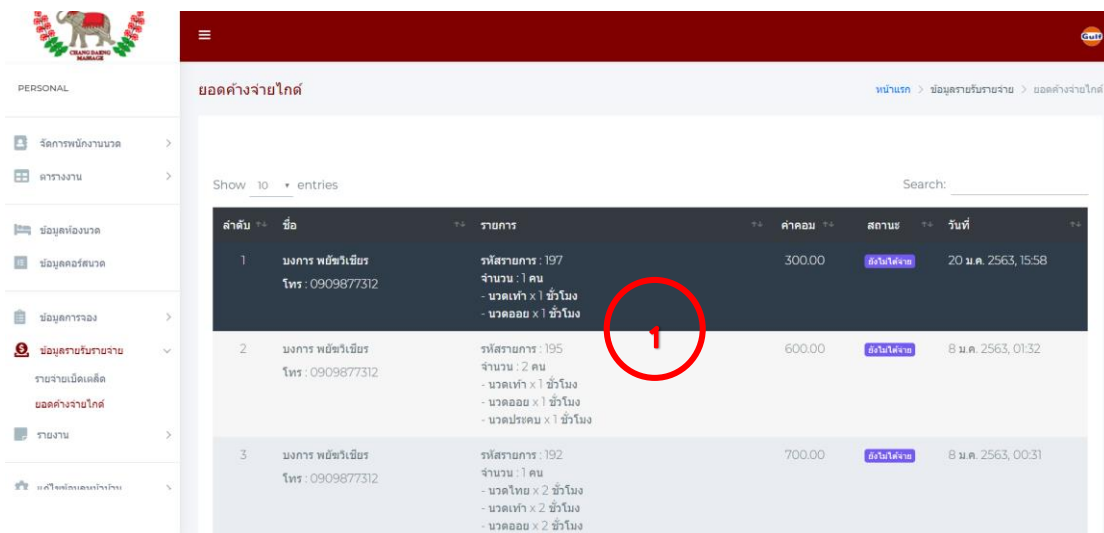 CHANG DAENG
MASSAGE
Gulf
PERSONAL
ยอดค้างจ่ายไกด์
หน้าแรก > ข้อมูลรายรับรายจ่าย > ยอดค้างจ่ายไกด์
จัดการพนักงานนวด
ตารางงาน
ข้อมูลห้องนวด
ข้อมูลคอร์สนวด
ข้อมูลการจอง
ข้อมูลรายรับรายจ่าย
รายจ่ายเบ็ดเตล็ด
ยอดค้างจ่ายไกด์
รายงาน
แก้ไขข้อมูลหน้าบ้าน
Show 10 entries
Search:
ลำดับ ชื่อ รายการ ค่าคอม สถานะ วันที่
1 บงการ พยัฆวิเชียร รหัสรายการ : 197 300.00 ยังไม่ได้จ่าย 20 ม.ค. 2563, 15:58
โทร : 0909877312 จำนวน : 1 คน
- นวดเท้า x 1 ชั่วโมง
- นวดออย x 1 ชั่วโมง
1
2 บงการ พยัฆวิเชียร รหัสรายการ : 195 600.00 ยังไม่ได้จ่าย 8 ม.ค. 2563, 01:32
โทร : 0909877312 จำนวน : 2 คน
- นวดเท้า x 1 ชั่วโมง
- นวดออย x 1 ชั่วโมง
- นวดประคบ x 1 ชั่วโมง
3 บงการ พยัฆวิเชียร รหัสรายการ : 192 700.00 ยังไม่ได้จ่าย 8 ม.ค. 2563, 00:31
โทร : 0909877312 จำนวน : 1 คน
- นวดไทย x 2 ชั่วโมง
- นวดเท้า x 2 ชั่วโมง
- นวดออย x 2 ชั่วโมง